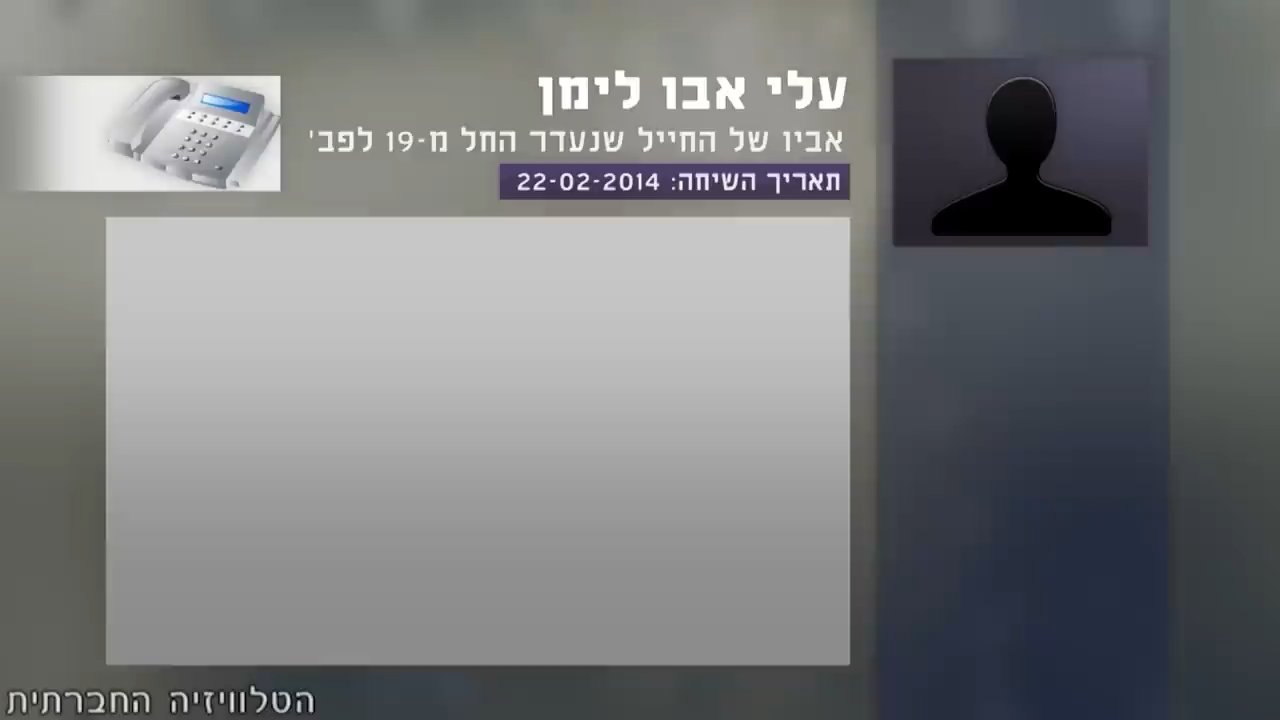 עלי אבו לימן
אביו של החייל שנעדר החל מ-19 לפב'
תאריך השיחה: 22-02-2014
הטלוויזיה החברתית